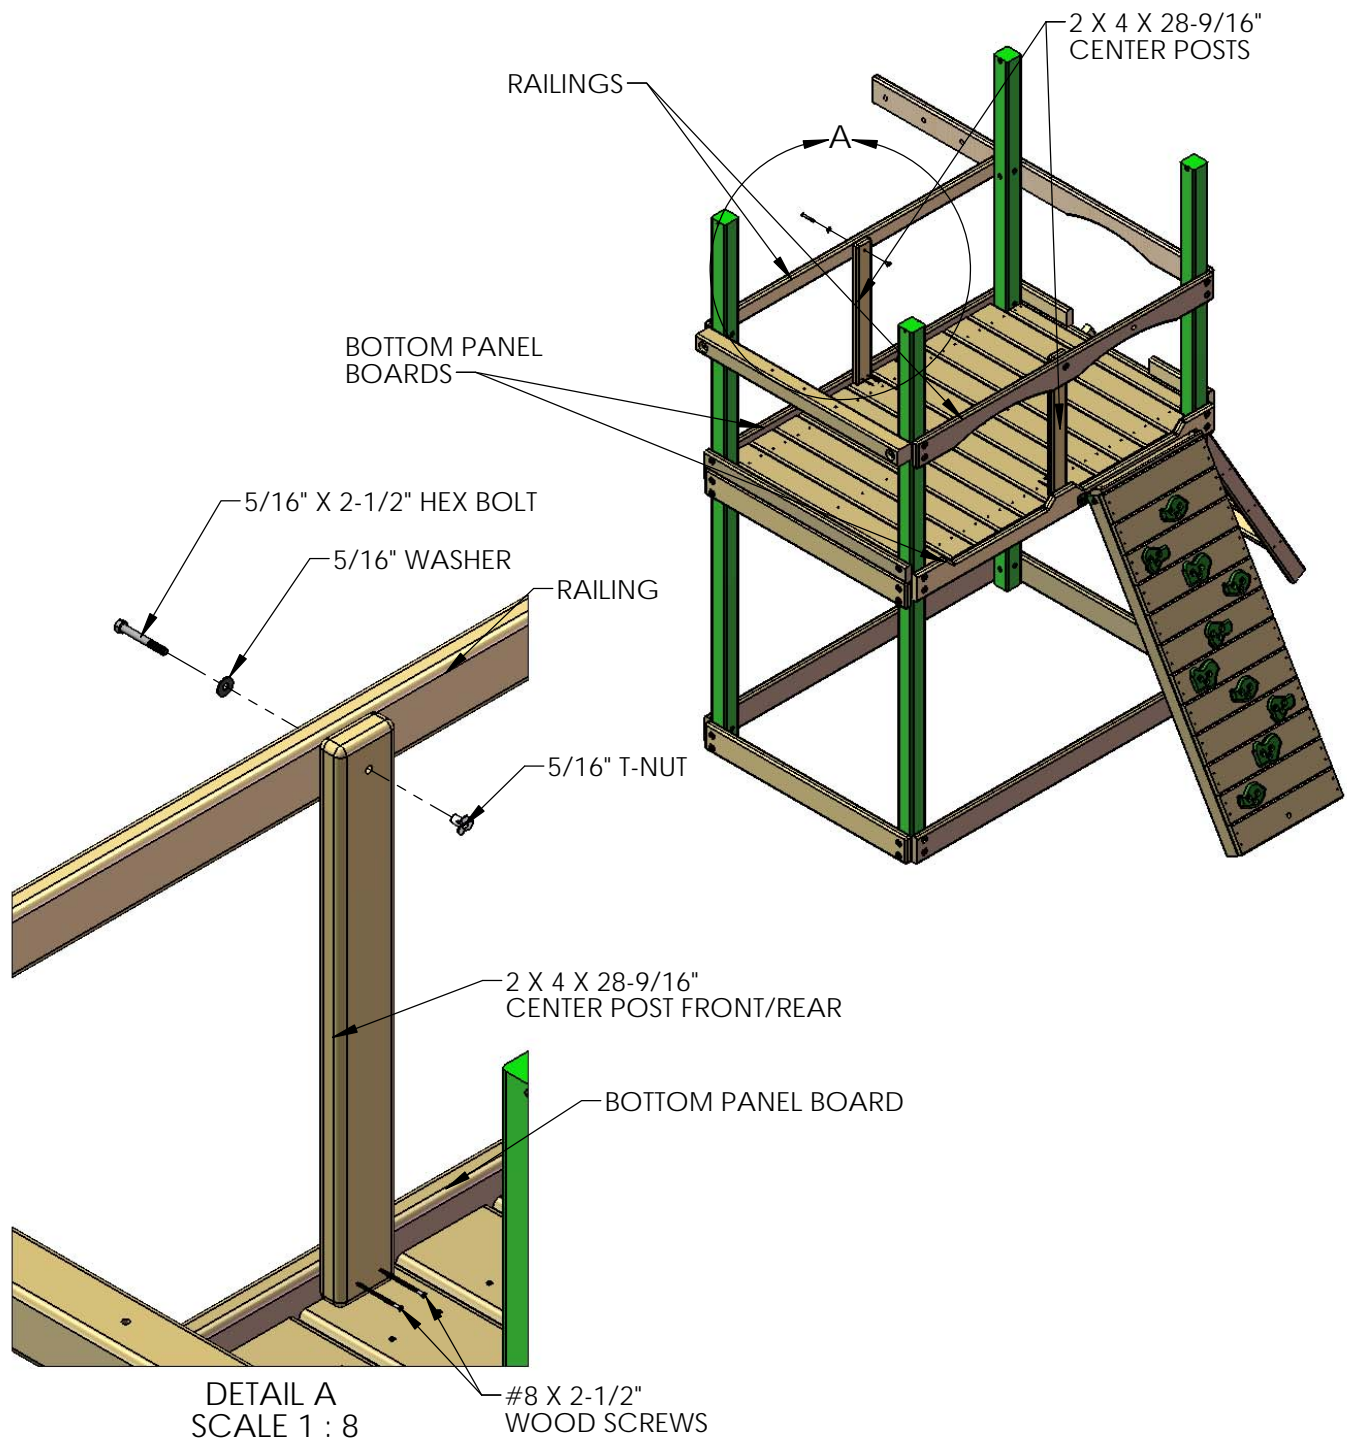 2 X 4 X 28-9/16"
CENTER POSTS
RAILINGS
A
BOTTOM PANEL
BOARDS
5/16" X 2-1/2" HEX BOLT
5/16" WASHER
RAILING
5/16" T-NUT
2 X 4 X 28-9/16"
CENTER POST FRONT/REAR
BOTTOM PANEL BOARD
#8 X 2-1/2"
WOOD SCREWS
DETAIL A
SCALE 1 : 8